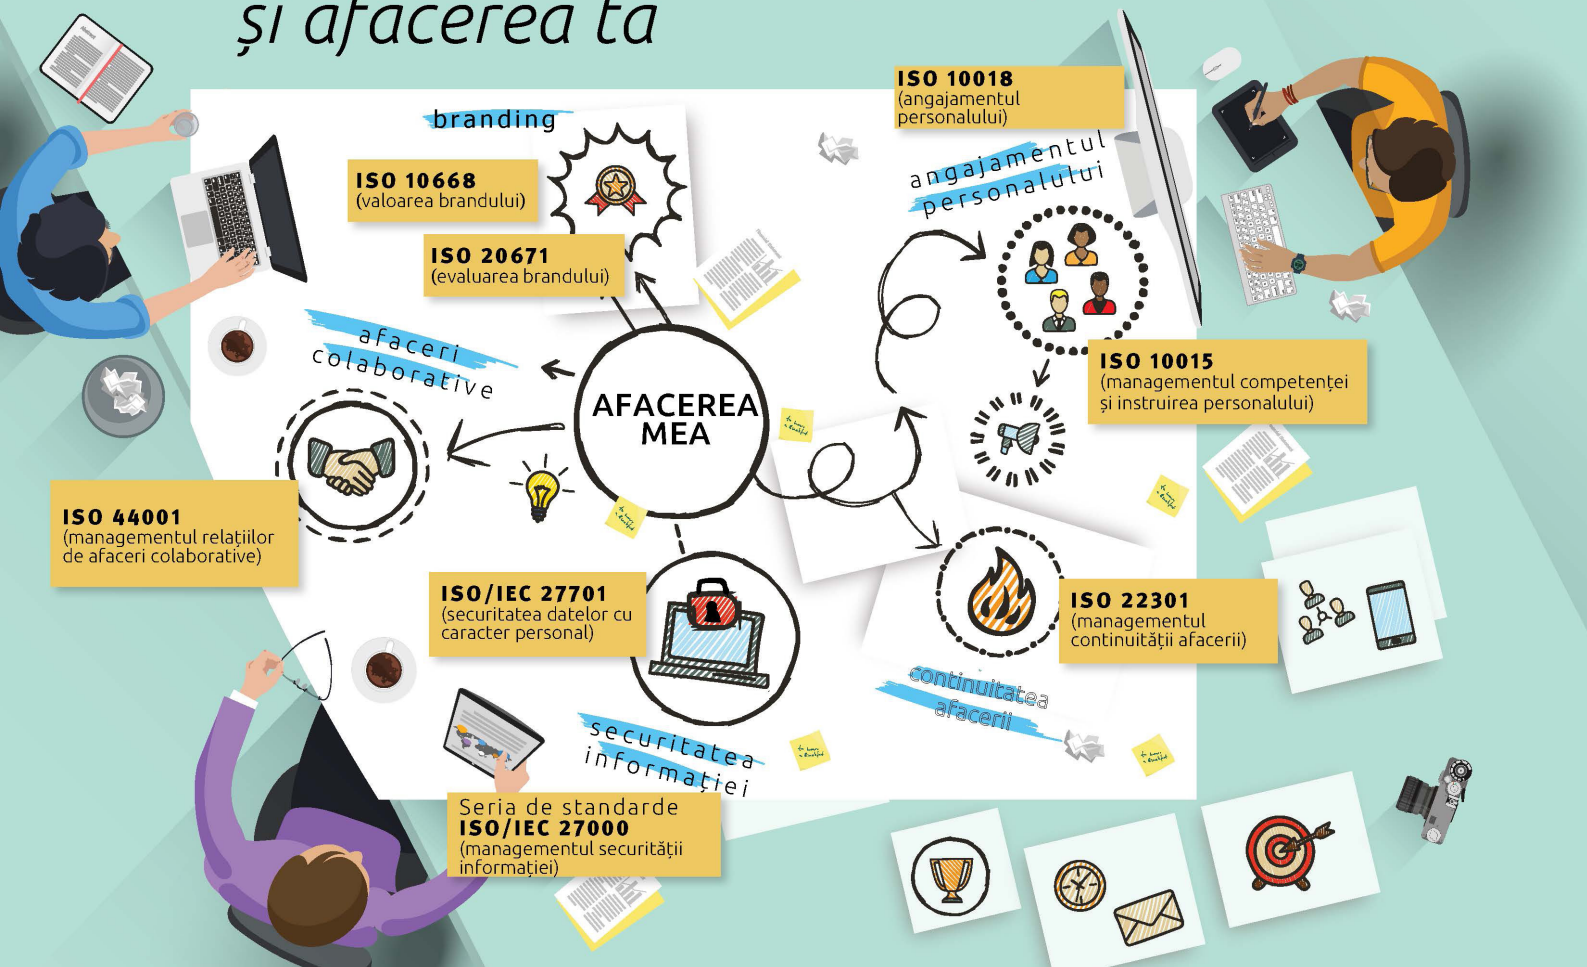 și afacerea ta
branding
ISO 10668
(valoarea brandului)
ISO 20671
(evaluarea brandului)
ISO 10018
(angajamentul
personalului)
angajamentul
personalului
ISO 10015
(managementul competenței
și instruirea personalului)
afaceri
colaborative
AFACEREA
MEA
ISO 44001
(managementul relațiilor
de afaceri colaborative)
ISO/IEC 27701
(securitatea datelor cu
caracter personal)
ISO 22301
(managementul
continuității afacerii)
continuitatea
afacerii
securitatea
informației
Seria de standarde
ISO/IEC 27000
(managementul securității
informației)